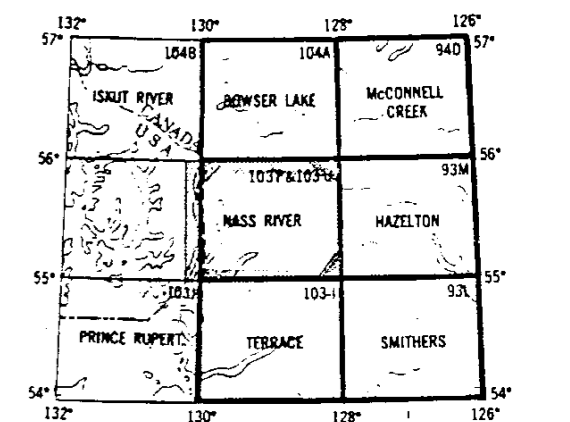 132° 130° 128° 126°
57° 104B 104A 94D 57°
ISKUT RIVER BOWSER LAKE McCONNELL
CREEK
CANADA
USA
56° 56°
103P & 103-O 93M
NASS RIVER HAZELTON
55° 55°
103J 103-I 93L
PRINCE RUPERT TERRACE SMITHERS
54° 54°
132° 130° 128° 126°